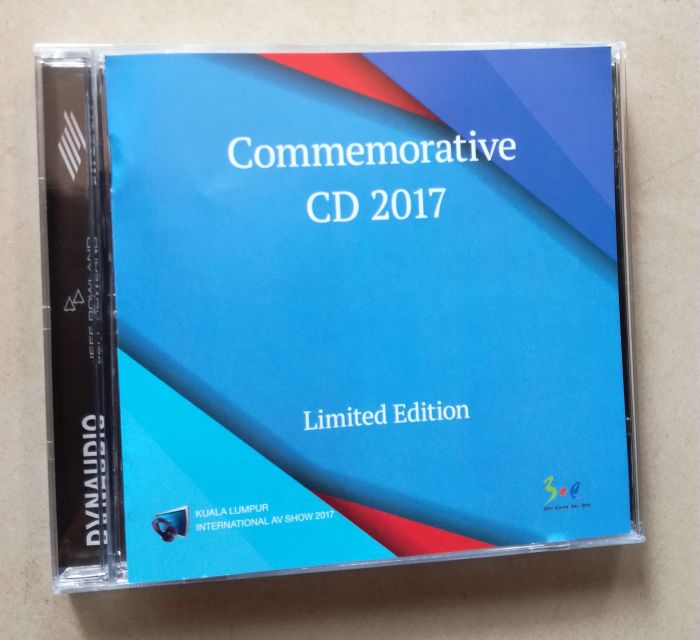 Commemorative
CD 2017
Limited Edition
KUALA LUMPUR
INTERNATIONAL AV SHOW 2017
JEFF ROWLAND
DYNAUDIO